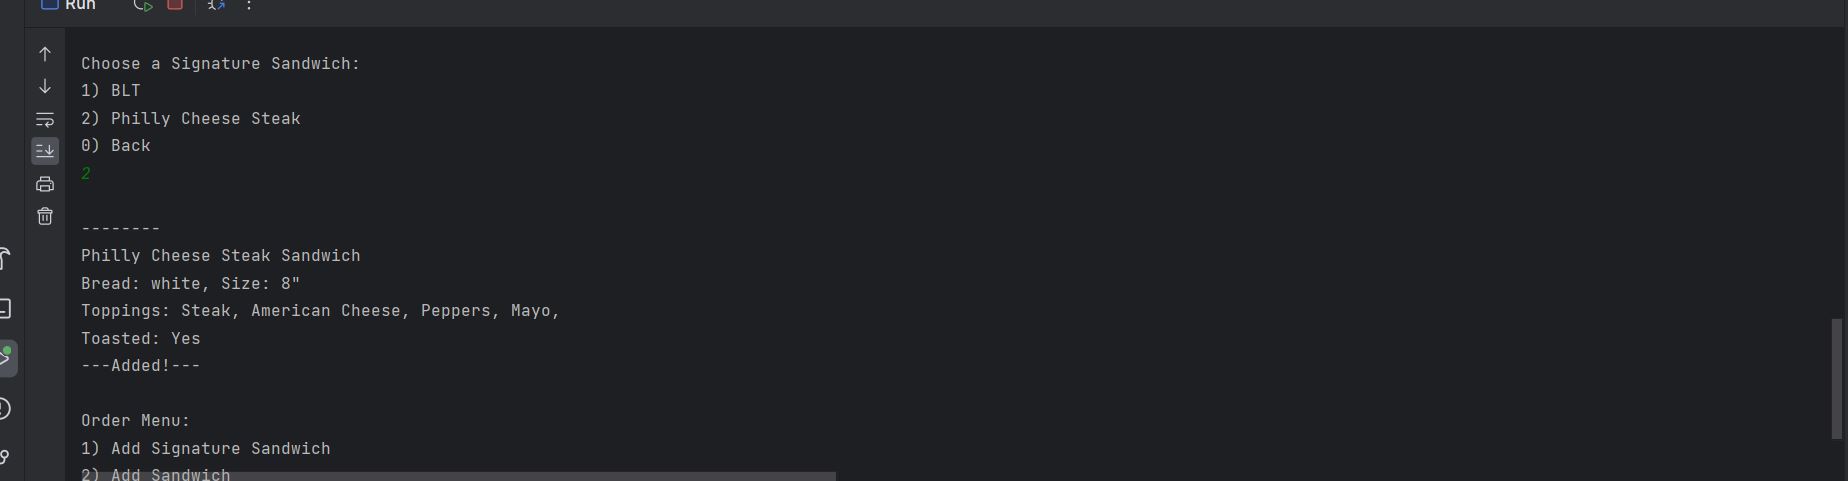 Run
Choose a Signature Sandwich:
1) BLT
2) Philly Cheese Steak
0) Back
2
--------
Philly Cheese Steak Sandwich
Bread: white, Size: 8"
Toppings: Steak, American Cheese, Peppers, Mayo,
Toasted: Yes
---Added!---
Order Menu:
1) Add Signature Sandwich
2) Add Sandwich